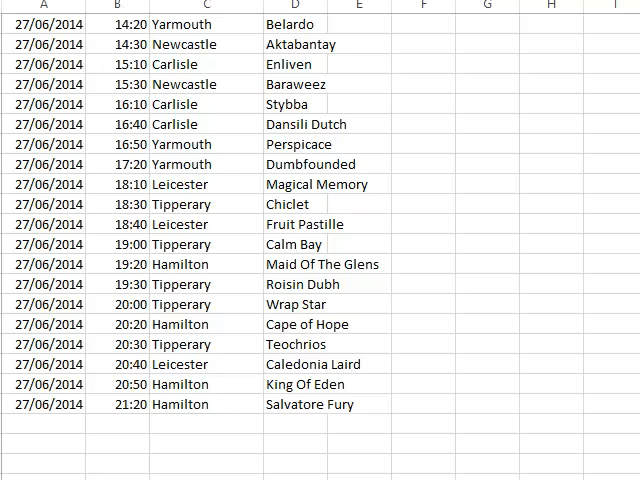 A B C D E F G H I
27/06/2014 14:20 Yarmouth Belardo
27/06/2014 14:30 Newcastle Aktabantay
27/06/2014 15:10 Carlisle Enliven
27/06/2014 15:30 Newcastle Baraweez
27/06/2014 16:10 Carlisle Stybba
27/06/2014 16:40 Carlisle Dansili Dutch
27/06/2014 16:50 Yarmouth Perspicace
27/06/2014 17:20 Yarmouth Dumbfounded
27/06/2014 18:10 Leicester Magical Memory
27/06/2014 18:30 Tipperary Chiclet
27/06/2014 18:40 Leicester Fruit Pastille
27/06/2014 19:00 Tipperary Calm Bay
27/06/2014 19:20 Hamilton Maid Of The Glens
27/06/2014 19:30 Tipperary Roisin Dubh
27/06/2014 20:00 Tipperary Wrap Star
27/06/2014 20:20 Hamilton Cape of Hope
27/06/2014 20:30 Tipperary Teochrios
27/06/2014 20:40 Leicester Caledonia Laird
27/06/2014 20:50 Hamilton King Of Eden
27/06/2014 21:20 Hamilton Salvatore Fury